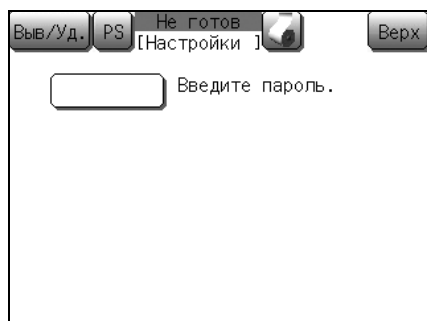 Выв/Уд. PS Не готов Верх
[Настройки ]
Введите пароль.